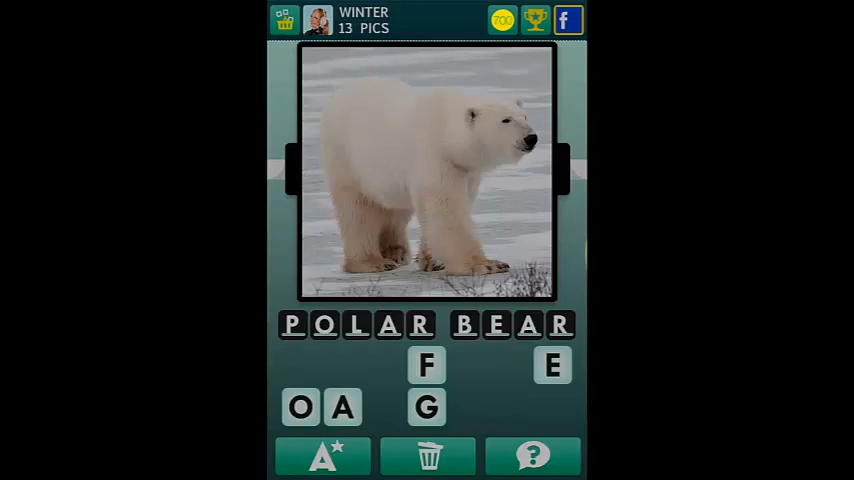 WINTER
13 PICS
700
f
POLAR BEAR
F E
O A G
A
?